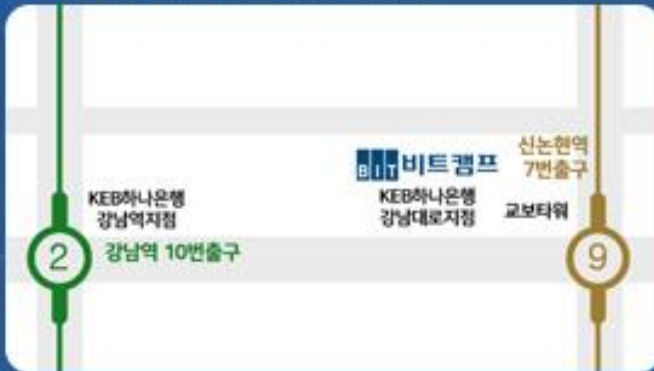 신논현역
7번출구
BIT 비트캠프
KEB하나은행
강남역지점
KEB하나은행
강남대로지점
교보타워
2
강남역 10번출구
9